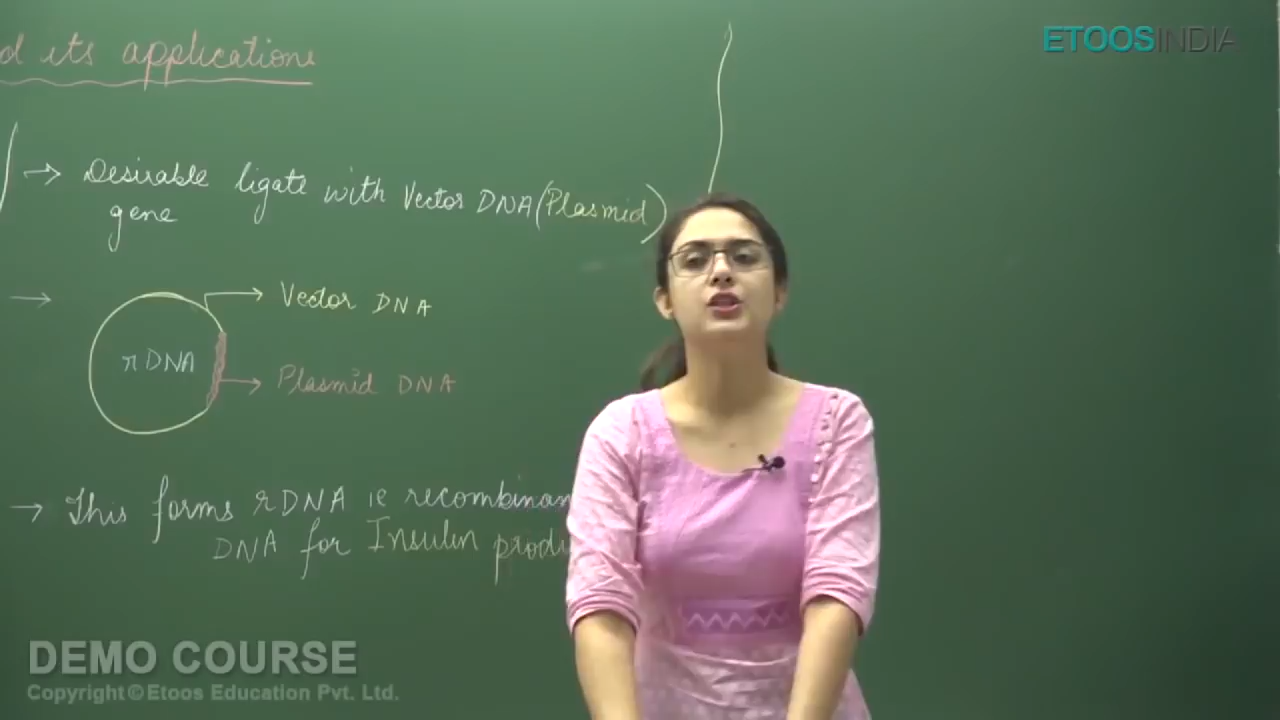 ETOOSINDIA
d its applications
→ Desirable ligate with Vector DNA (Plasmid)
gene
→ Vector DNA
rDNA
→ Plasmid DNA
→ This forms rDNA ie recombinan
DNA for Insulin produ
DEMO COURSE
Copyright © Etoos Education Pvt. Ltd.